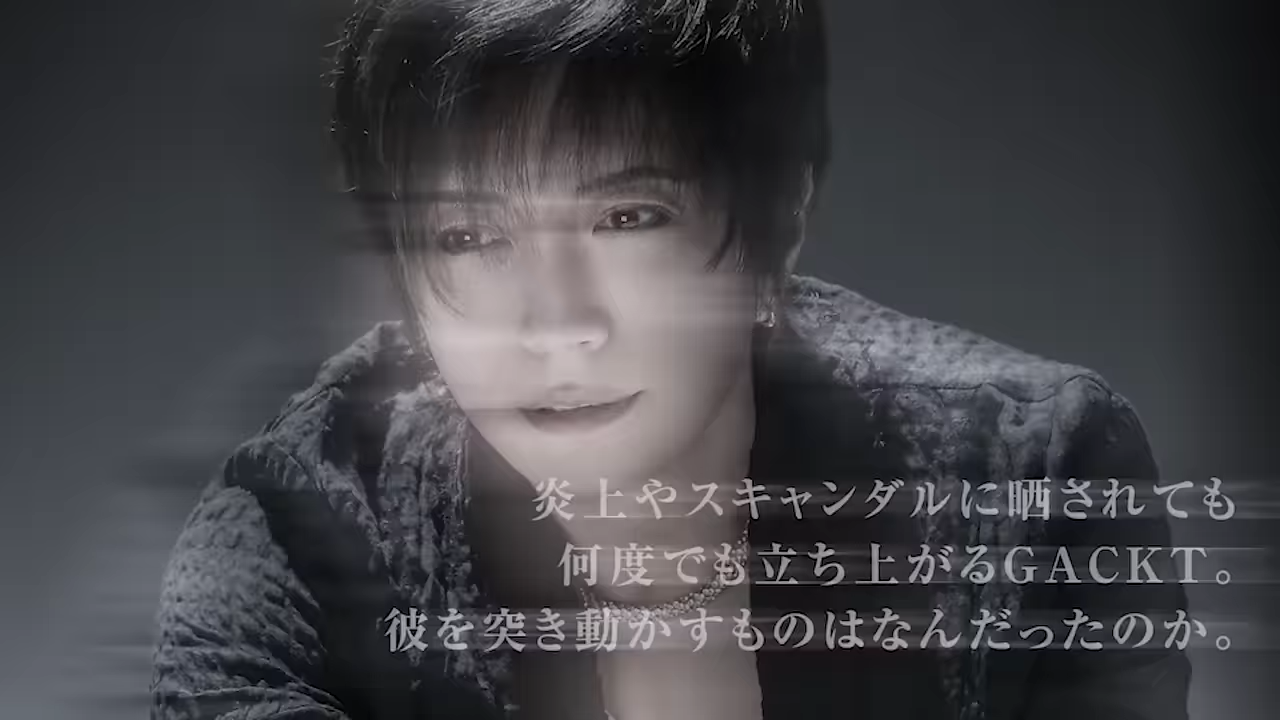 炎上やスキャンダルに晒されても
何度でも立ち上がるGACKT。
彼を突き動かすものはなんだったのか。